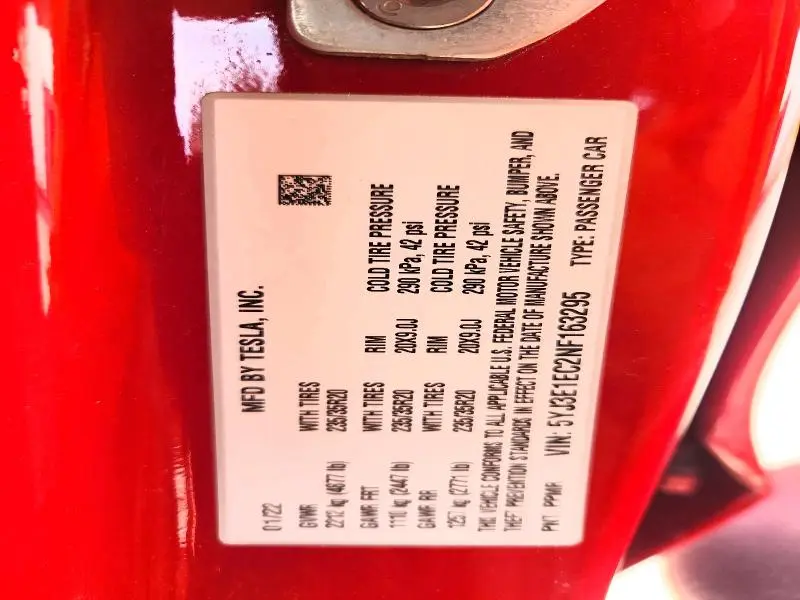 MFD BY TESLA, INC.
01/22
GVWR WITH TIRES RIM COLD TIRE PRESSURE
2212 kg (4877 lb) 235/35R20 20X9.0J 290 kPa, 42 psi
GAWR FRT WITH TIRES RIM COLD TIRE PRESSURE
1110 kg (2447 lb) 235/35R20 20X9.0J 290 kPa, 42 psi
GAWR RR WITH TIRES
1257 kg (2771 lb) 235/35R20
THIS VEHICLE CONFORMS TO ALL APPLICABLE U.S. FEDERAL MOTOR VEHICLE SAFETY, BUMPER, AND
THEFT PREVENTION STANDARDS IN EFFECT ON THE DATE OF MANUFACTURE SHOWN ABOVE.
PNT PPMR VIN: 5YJ3E1EC2NF163295 TYPE: PASSENGER CAR